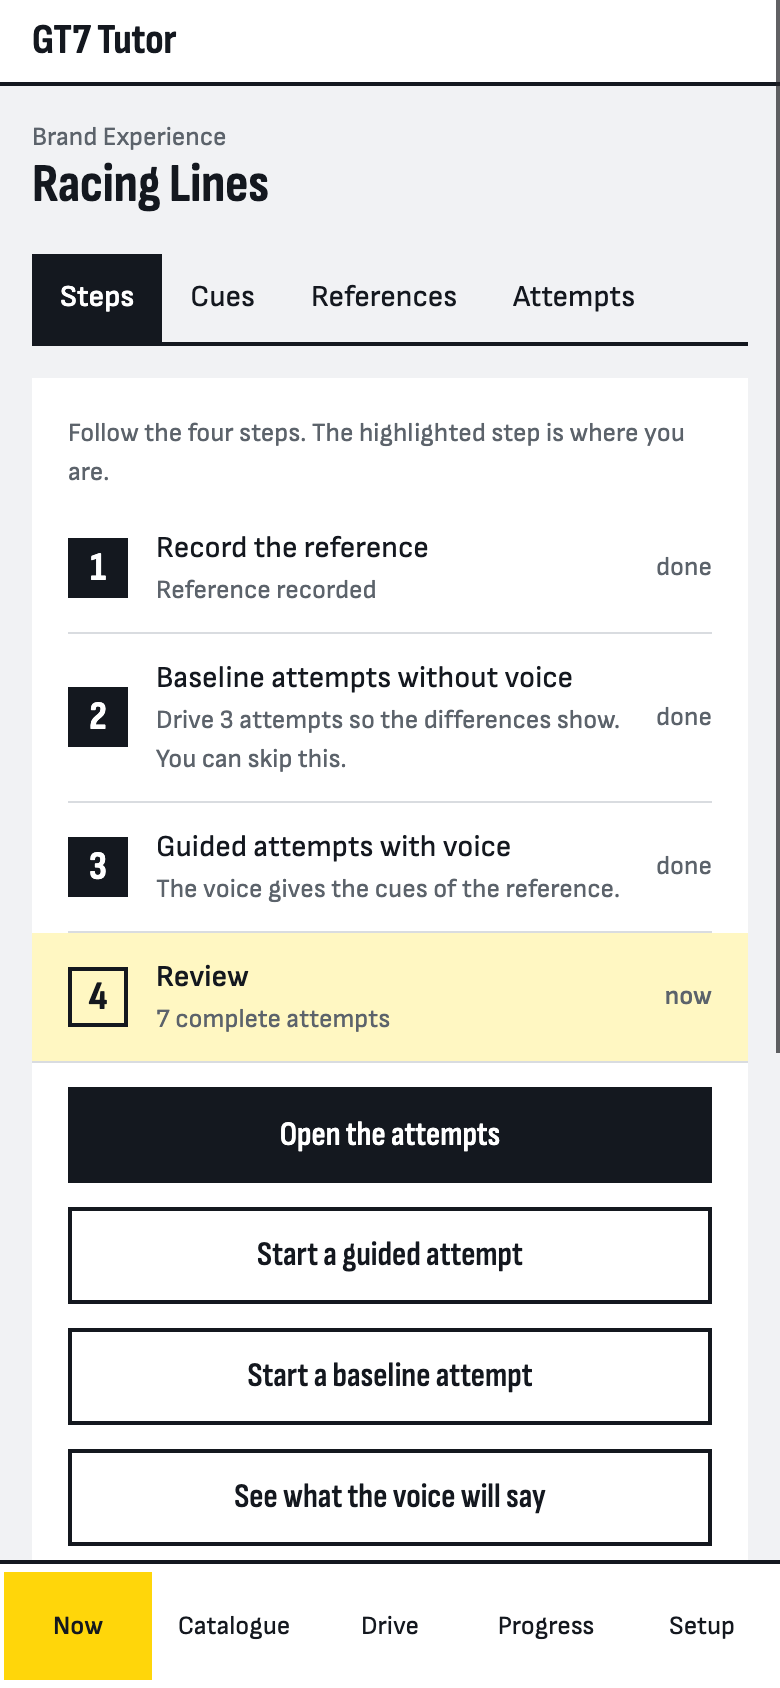 GT7 Tutor
Brand Experience
Racing Lines
Steps
Cues
References
Attempts
Follow the four steps. The highlighted step is where you
are.
1
Record the reference
Reference recorded
done
2
Baseline attempts without voice
Drive 3 attempts so the differences show.
You can skip this.
done
3
Guided attempts with voice
The voice gives the cues of the reference.
done
4
Review
7 complete attempts
now
Open the attempts
Start a guided attempt
Start a baseline attempt
See what the voice will say
Now
Catalogue
Drive
Progress
Setup